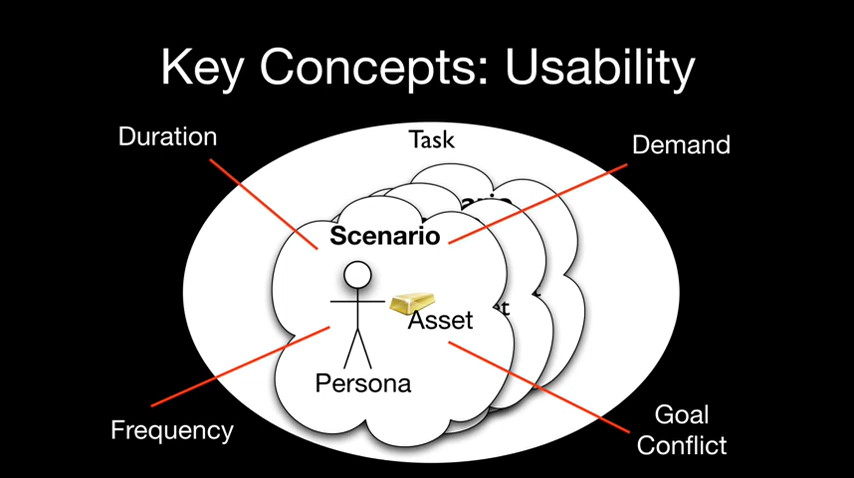 Key Concepts: Usability
Duration
Task
Demand
Scenario
Asset
Persona
Frequency
Goal
Conflict